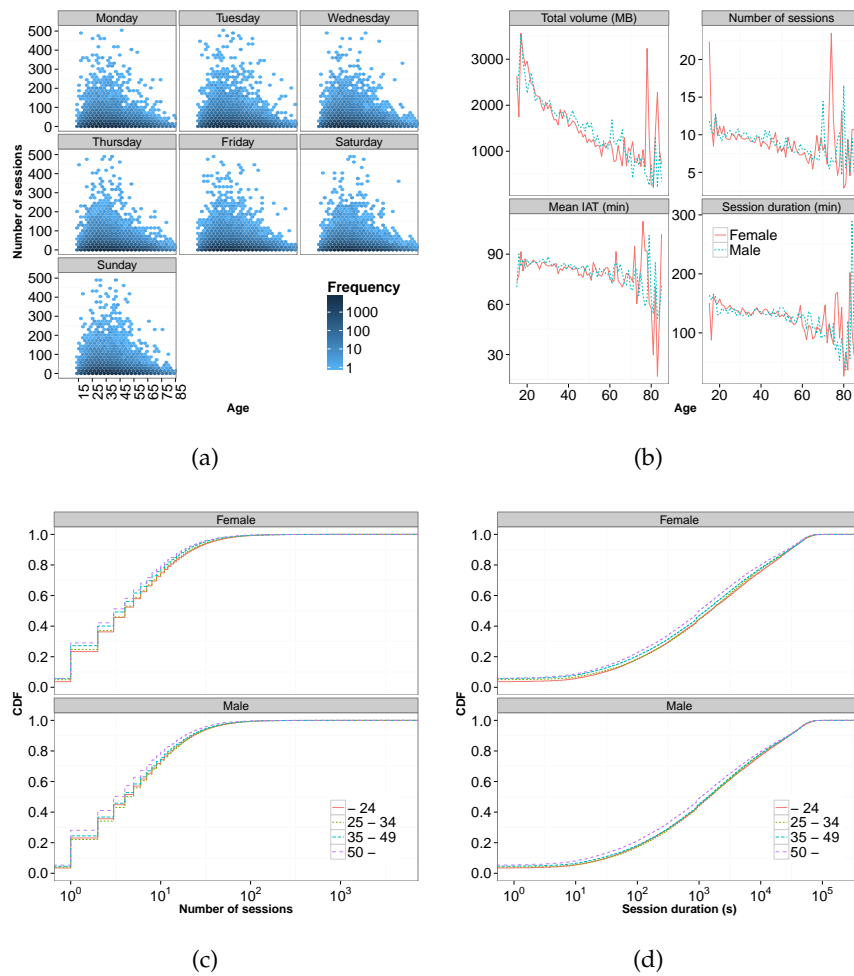 Monday Tuesday Wednesday
500
400
300
200
100
0
Thursday Friday Saturday
500
400
300
200
100
0
Sunday
500
400
300
200
100
0
Number of sessions
15 25 35 45 55 65 75 85
Age
Frequency
1000
100
10
1
(a)
Total volume (MB) Number of sessions
3000
2000
1000
20
15
10
5
Mean IAT (min) Session duration (min)
90
60
30
300
200
100
Female
Male
20 40 60 80 20 40 60 80
Age
(b)
Female
1.0
0.8
0.6
0.4
0.2
0.0
CDF
Male
1.0
0.8
0.6
0.4
0.2
0.0
– 24
25 – 34
35 – 49
50 –
10^0 10^1 10^2 10^3
Number of sessions
(c)
Female
1.0
0.8
0.6
0.4
0.2
0.0
CDF
Male
1.0
0.8
0.6
0.4
0.2
0.0
– 24
25 – 34
35 – 49
50 –
10^0 10^1 10^2 10^3 10^4 10^5
Session duration (s)
(d)